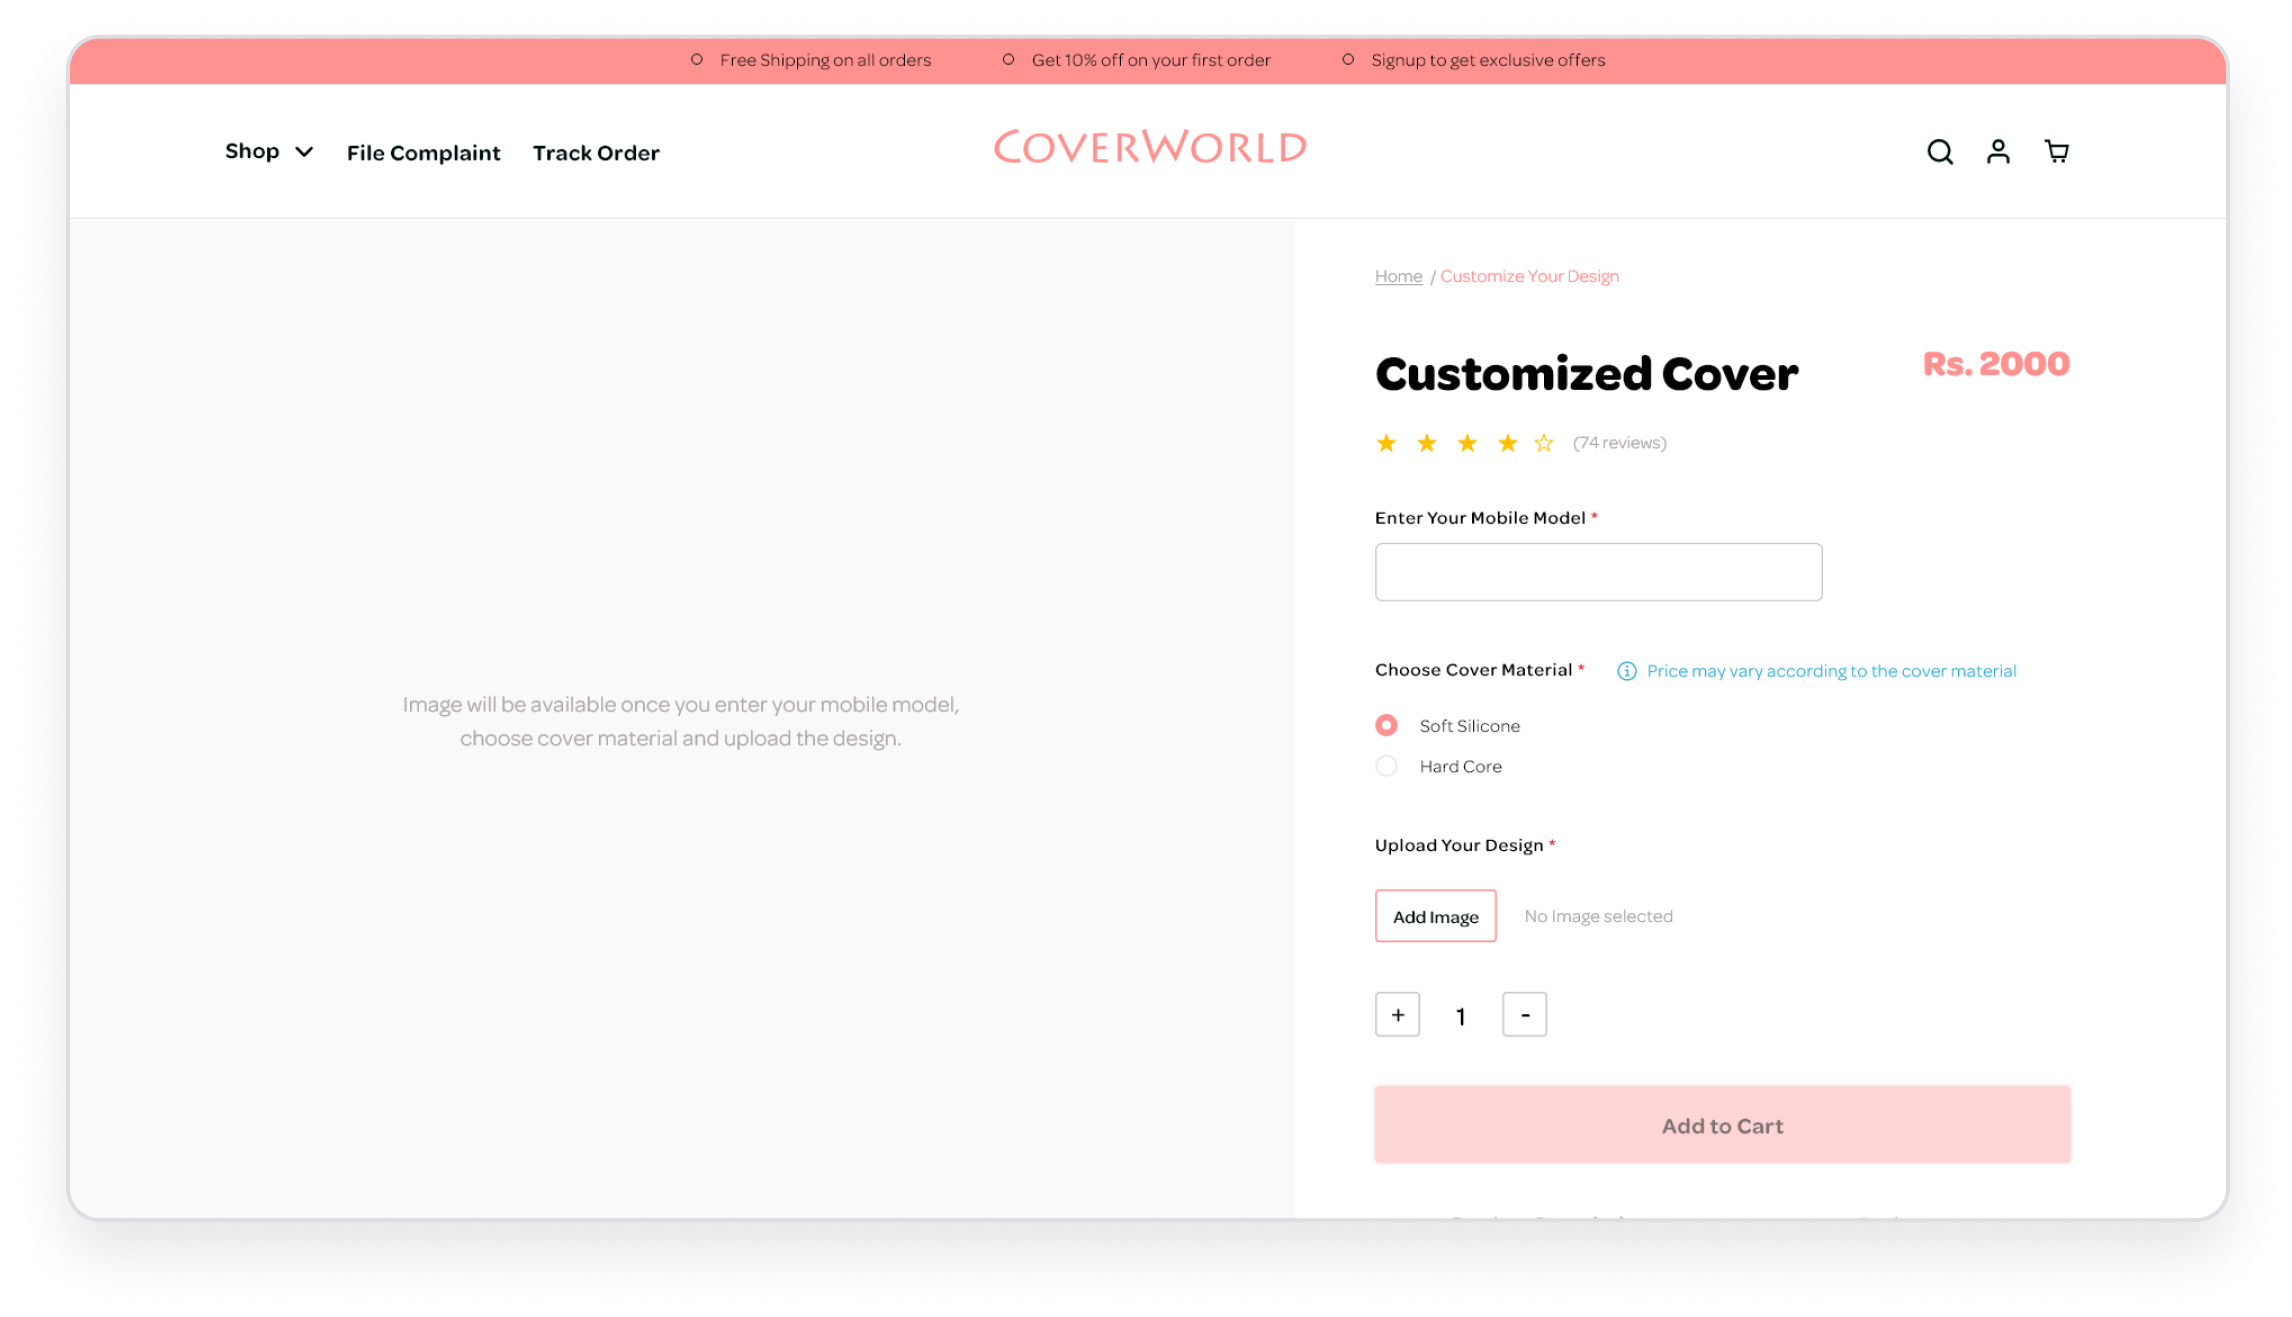 Free Shipping on all orders
Get 10% off on your first order
Signup to get exclusive offers
Shop
File Complaint
Track Order
COVERWORLD
Home / Customize Your Design
Customized Cover
Rs. 2000
(74 reviews)
Enter Your Mobile Model *
Choose Cover Material *
Price may vary according to the cover material
Soft Silicone
Hard Core
Image will be available once you enter your mobile model,
choose cover material and upload the design.
Upload Your Design *
Add Image
No Image selected
+ 1 -
Add to Cart